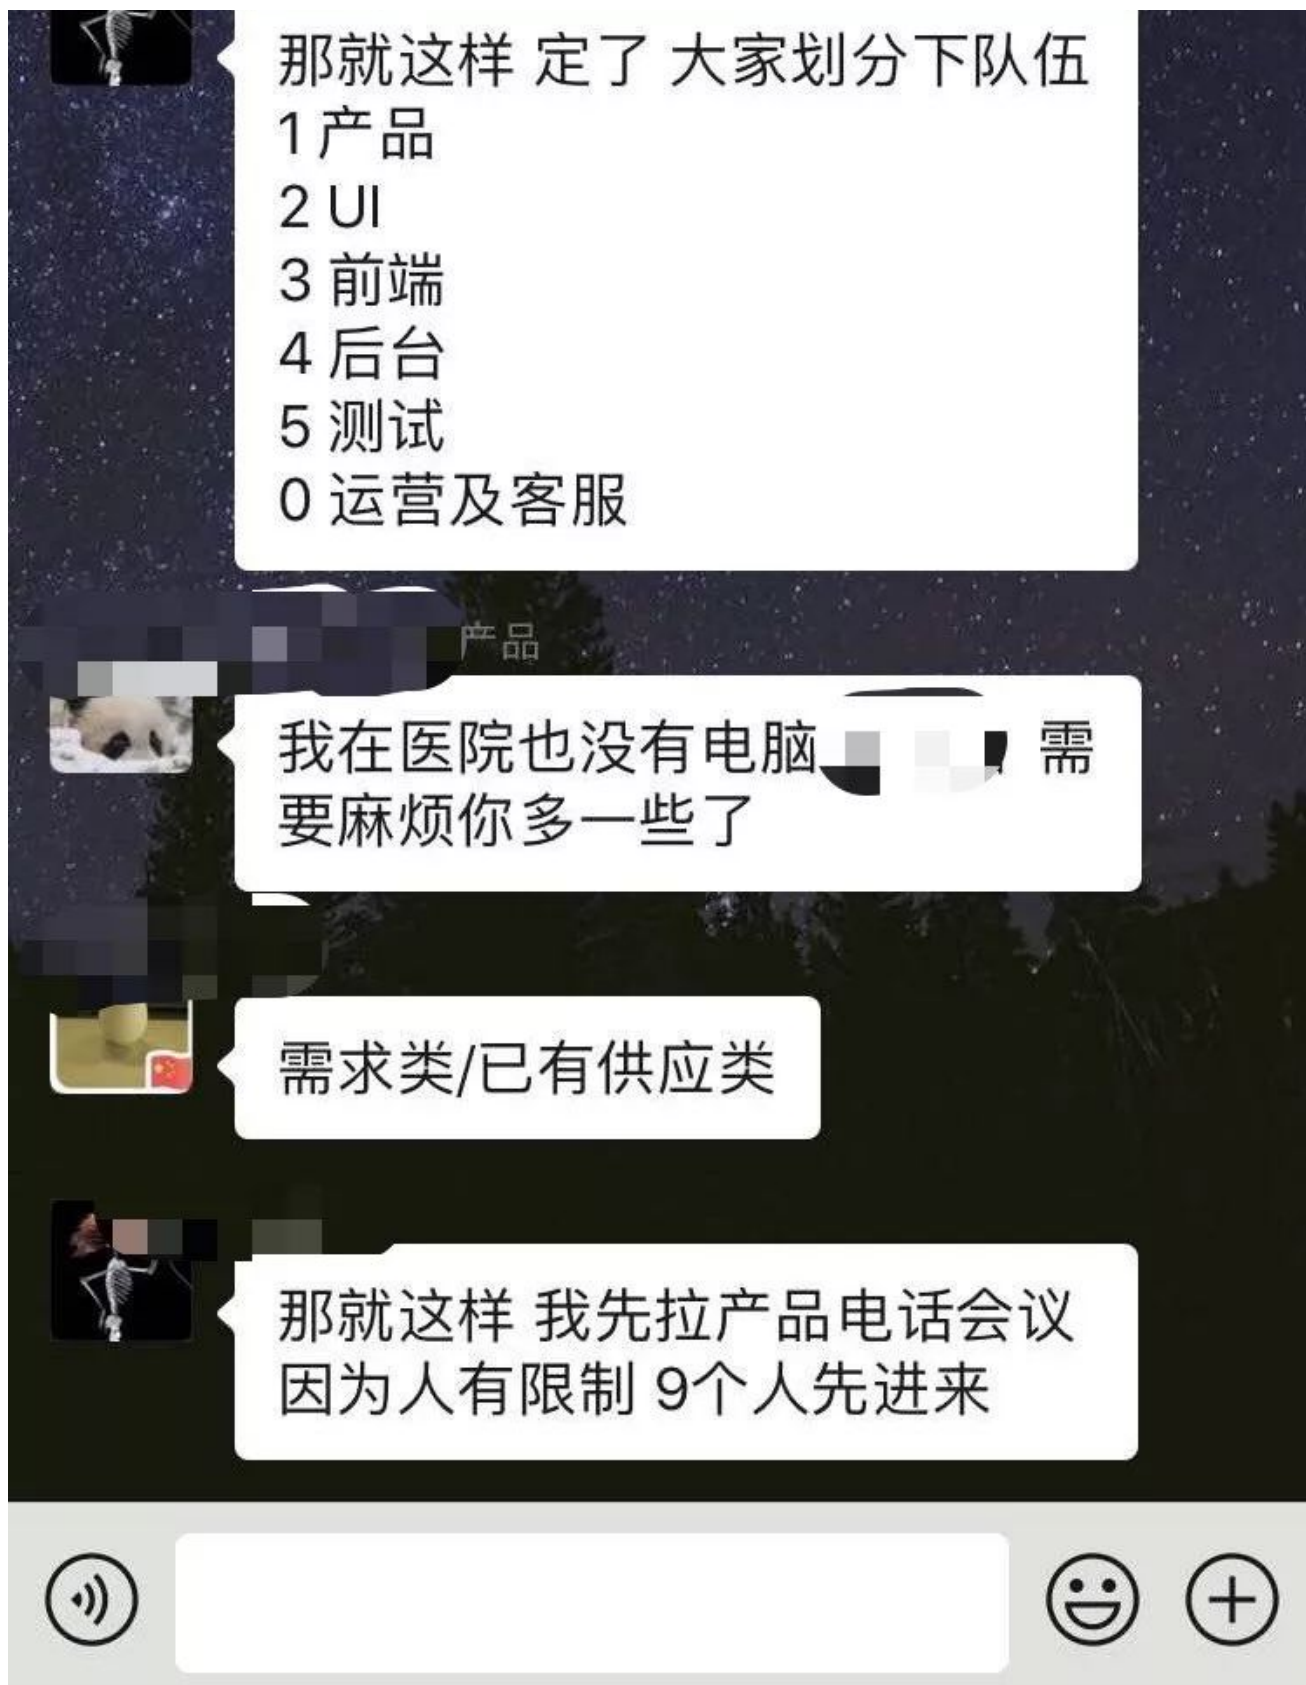 那就这样 定了 大家划分下队伍
1 产品
2 UI
3 前端
4 后台
5 测试
0 运营及客服
产品
我在医院也没有电脑 需
要麻烦你多一些了
需求类/已有供应类
那就这样 我先拉产品电话会议
因为人有限制 9个人先进来